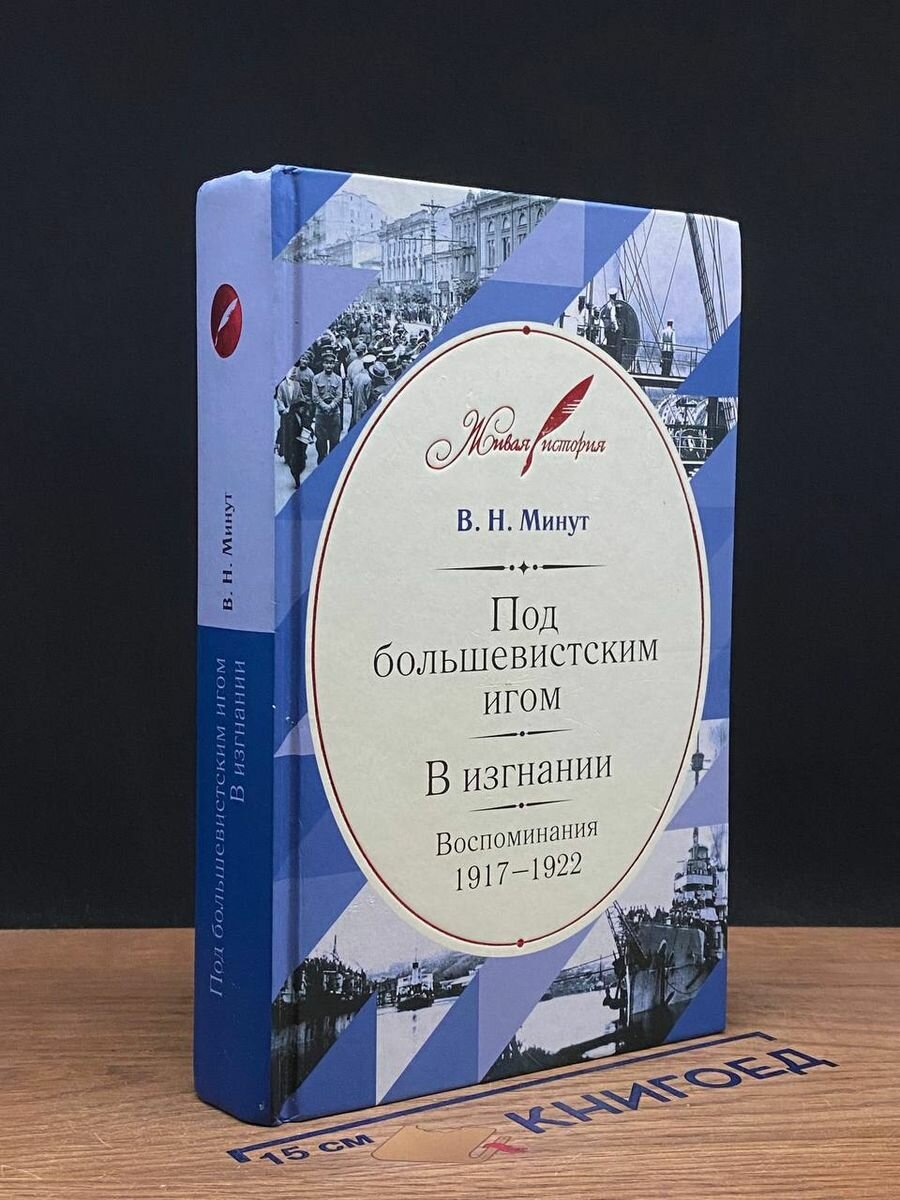 Живая история
В. Н. Минут
Под
большевистским
игом
В изгнании
Воспоминания
1917–1922
В. Н. Минут
Под большевистским игом
В изгнании
15 см
КНИГОЕД